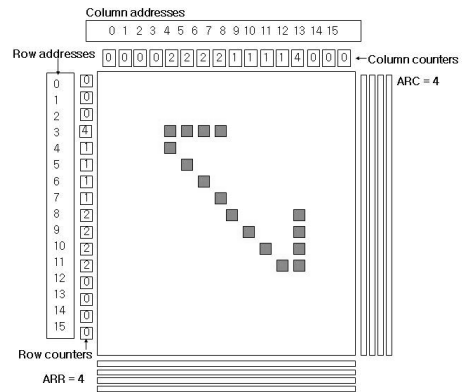 Column addresses
0 1 2 3 4 5 6 7 8 9 10 11 12 13 14 15
Row addresses
0 0 0 0 2 2 2 2 1 1 1 4 0 0 0
Column counters
ARC = 4
0 0
1 0
2 0
3 4
4 1
5 1
6 1
7 1
8 2
9 2
10 2
11 2
12 0
13 0
14 0
15 0
Row counters
ARR = 4